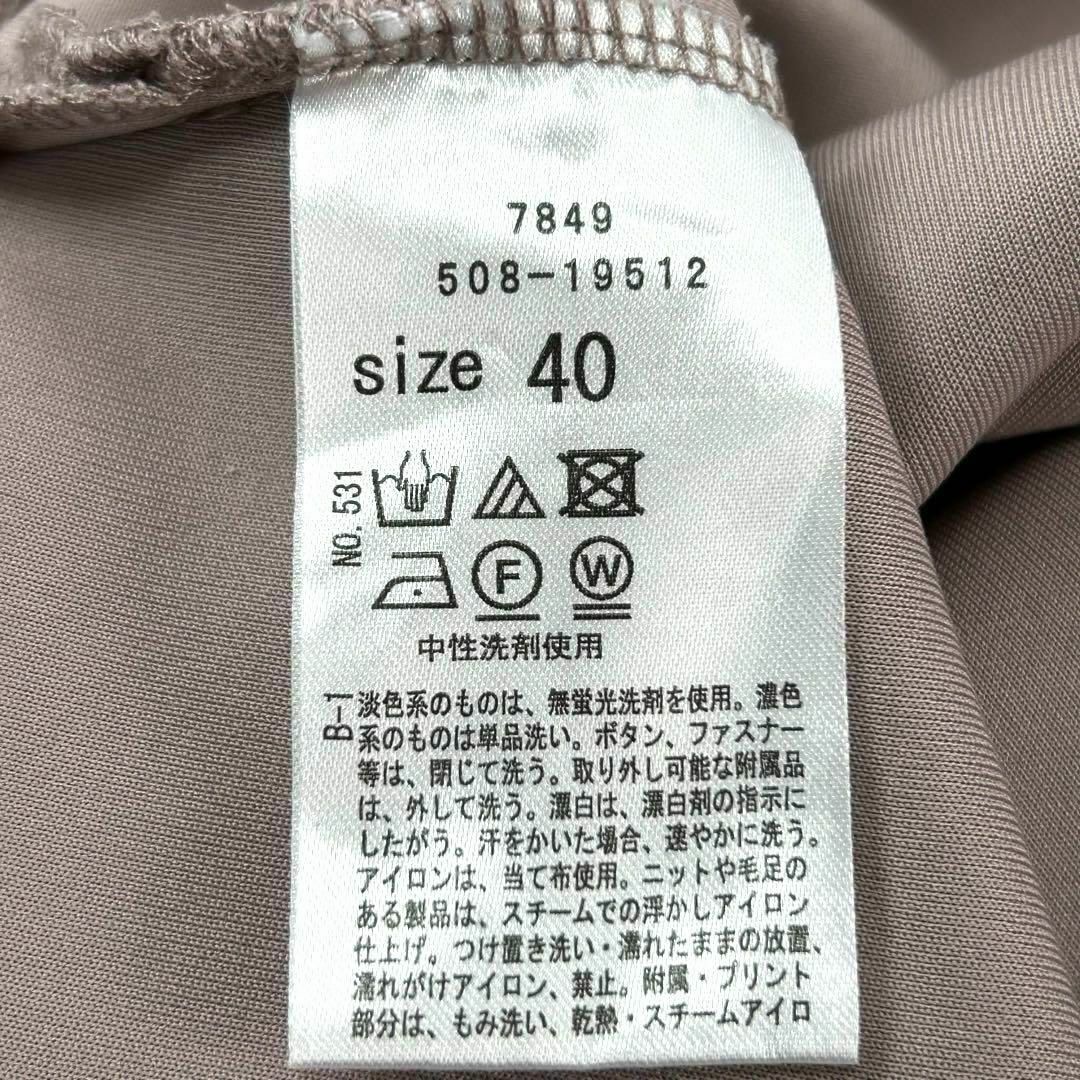 7849
508-19512
size 40
NO. 531
F W
中性洗剤使用
B-1
淡色系のものは、無蛍光洗剤を使用。濃色
系のものは単品洗い。ボタン、ファスナー
等は、閉じて洗う。取り外し可能な附属品
は、外して洗う。漂白は、漂白剤の指示に
したがう。汗をかいた場合、速やかに洗う。
アイロンは、当て布使用。ニットや毛足の
ある製品は、スチームでの浮かしアイロン
仕上げ。つけ置き洗い・濡れたままの放置、
濡れがけアイロン、禁止。附属・プリント
部分は、もみ洗い、乾熱・スチームアイロ